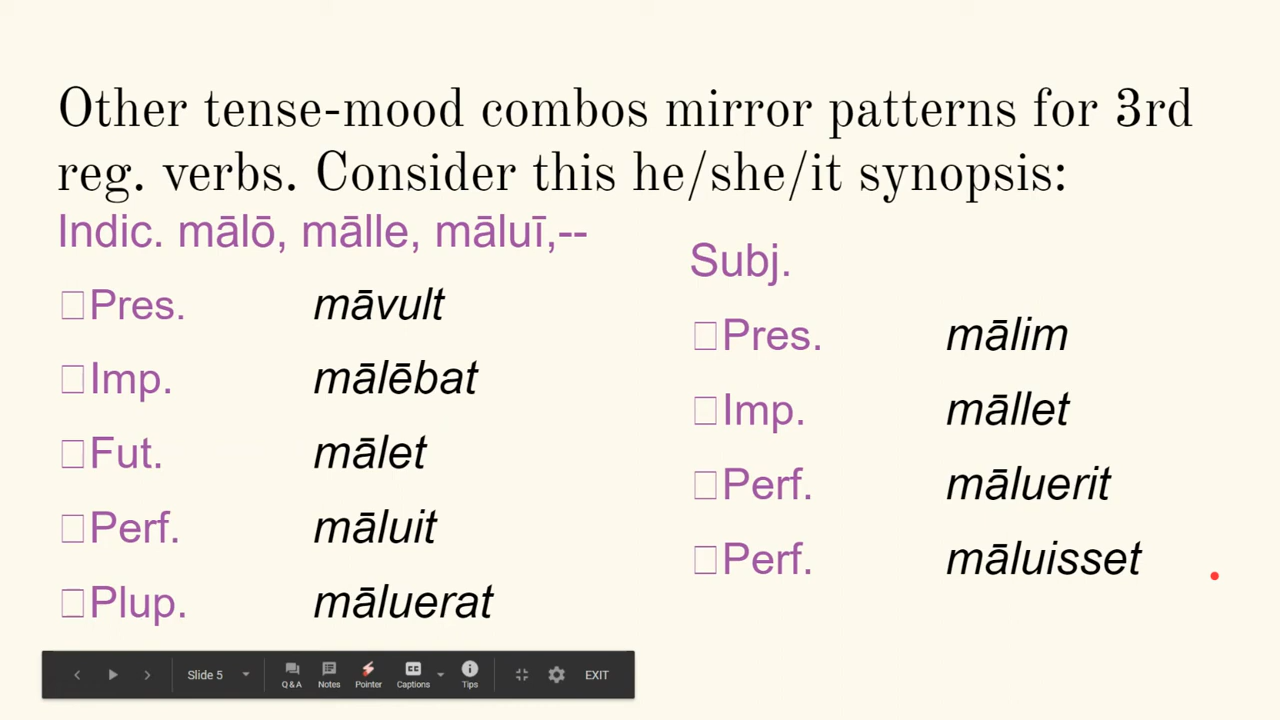 Other tense-mood combos mirror patterns for 3rd
reg. verbs. Consider this he/she/it synopsis:
Indic. mālō, mālle, māluī,--
Pres. māvult
Imp. mālēbat
Fut. mālet
Perf. māluit
Plup. māluerat
Subj.
Pres. mālim
Imp. māllet
Perf. māluerit
Perf. māluisset
Slide 5 Q&A Notes Pointer Captions Tips EXIT